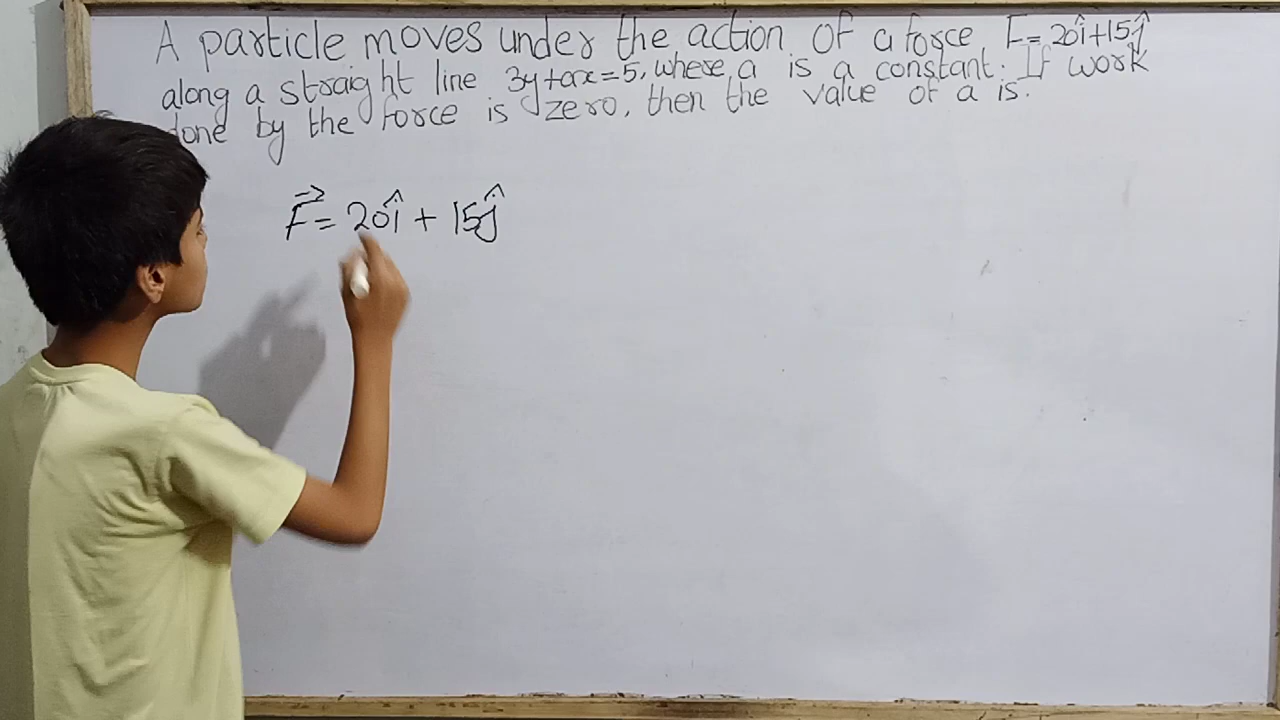 A particle moves under the action of a force F = 20î+15ĵ
along a straight line 3y+ax=5, where a is a constant. If work
done by the force is zero, then the value of a is.
F⃗ = 20î + 15ĵ